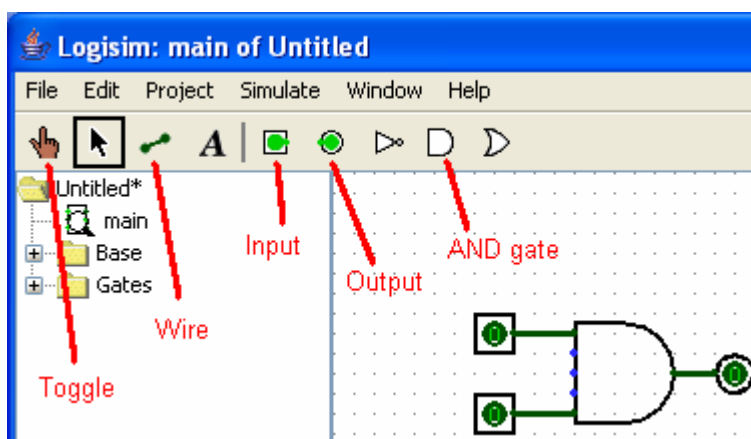 Logisim: main of Untitled
File Edit Project Simulate Window Help
A
Untitled*
main
Base
Gates
Input
Output
AND gate
Wire
Toggle
0
0
0